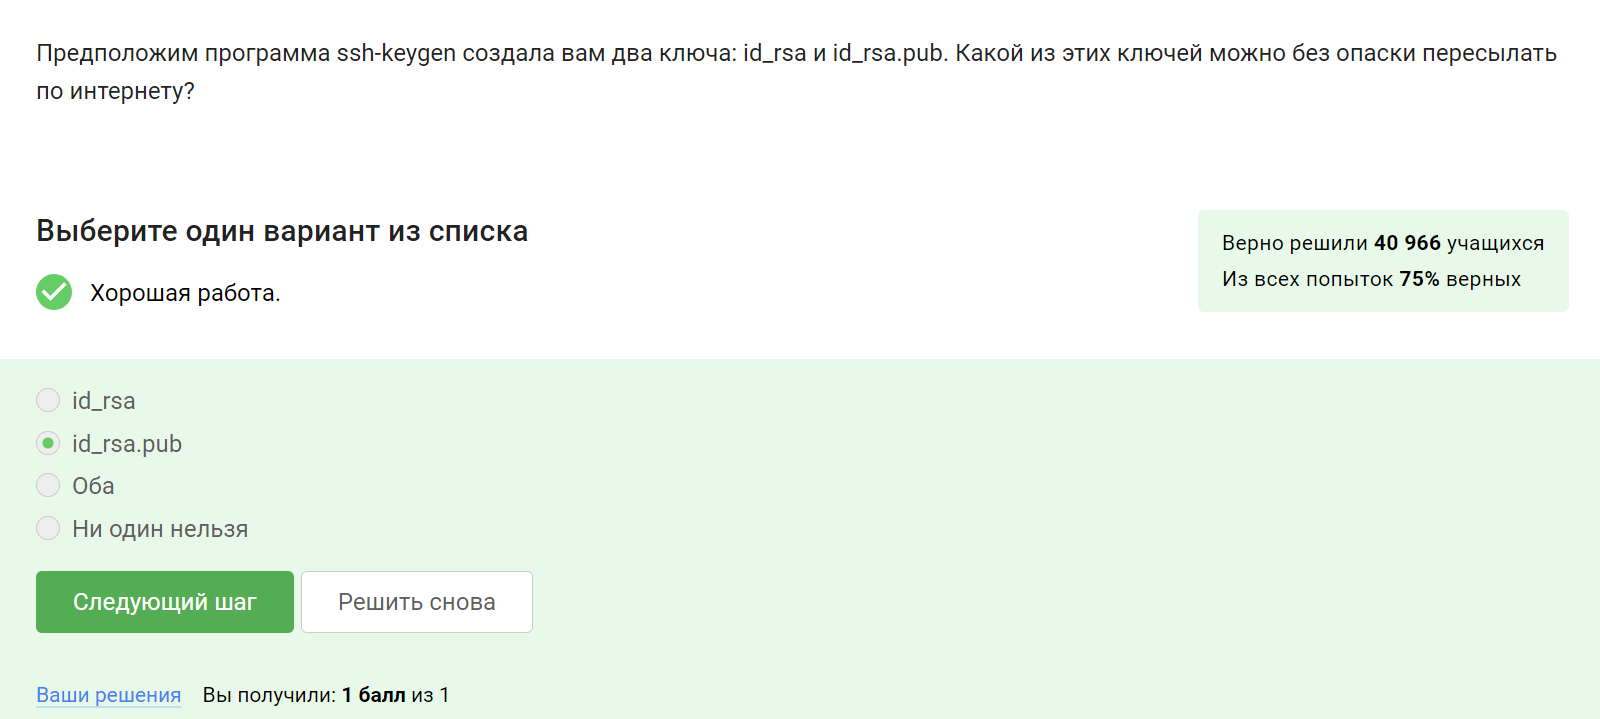 Предположим программа ssh-keygen создала вам два ключа: id_rsa и id_rsa.pub. Какой из этих ключей можно без опаски пересылать
по интернету?
Выберите один вариант из списка
Хорошая работа.
Верно решили 40 966 учащихся
Из всех попыток 75% верных
id_rsa
id_rsa.pub
Оба
Ни один нельзя
Следующий шаг
Решить снова
Ваши решения Вы получили: 1 балл из 1